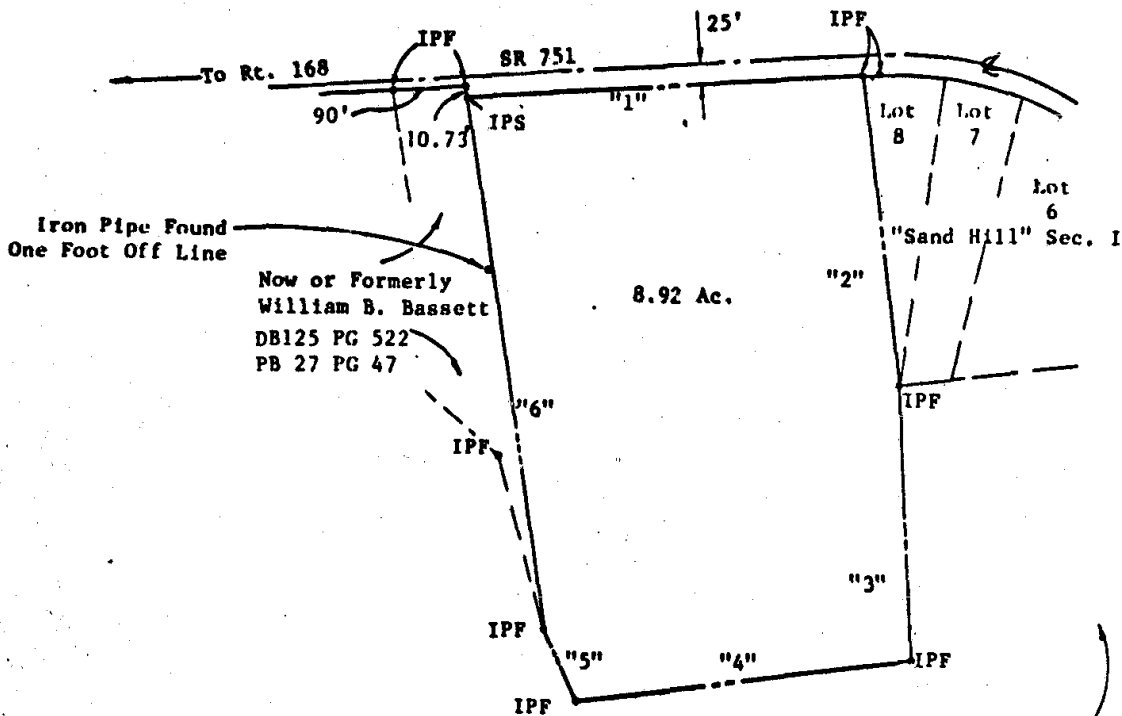 IPF
25'
IPF
To Rt. 168
SR 751
90'
10.73'
IPS
"1"
Lot
8
Lot
7
Lot
6
"Sand Hill" Sec. I
Iron Pipe Found
One Foot Off Line
Now or Formerly
William B. Bassett
DB125 PG 522
PB 27 PG 47
8.92 Ac.
"2"
IPF
"6"
IPF
"3"
IPF
"5"
"4"
IPF
IPF